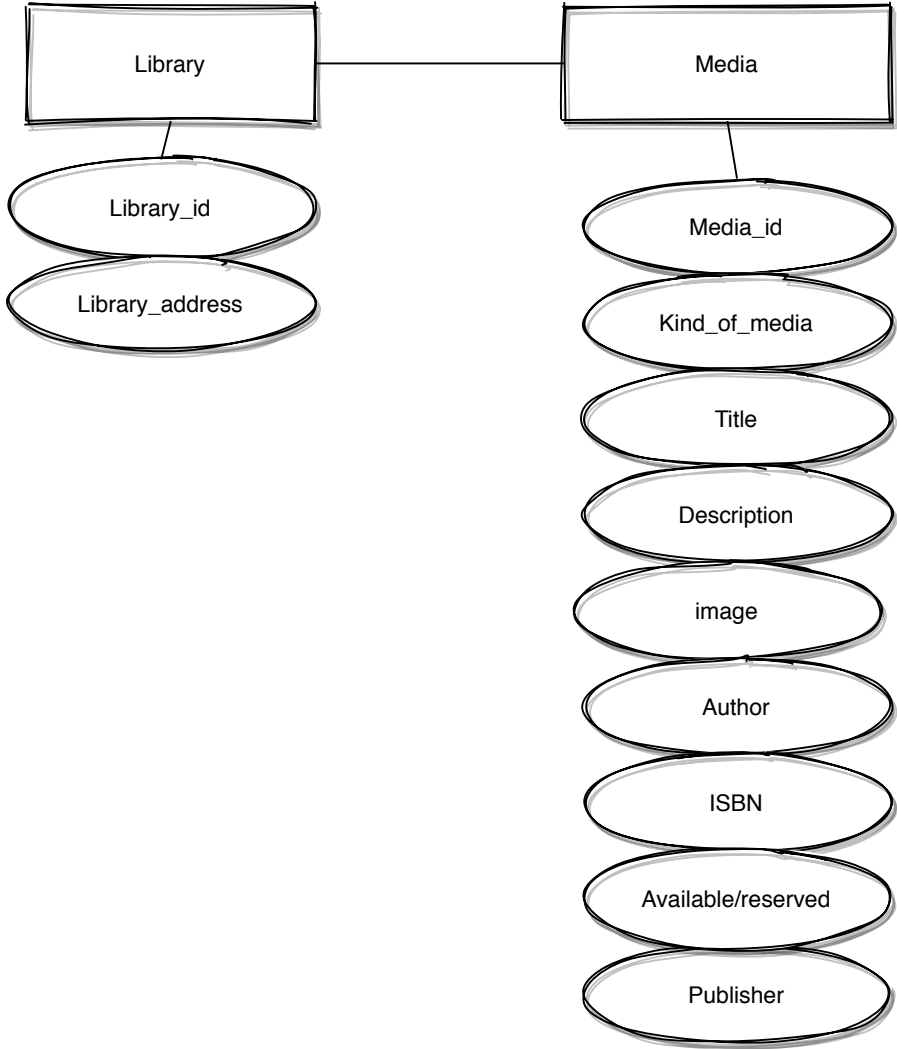 Library
Media
Library_id
Media_id
Library_address
Kind_of_media
Title
Description
image
Author
ISBN
Available/reserved
Publisher